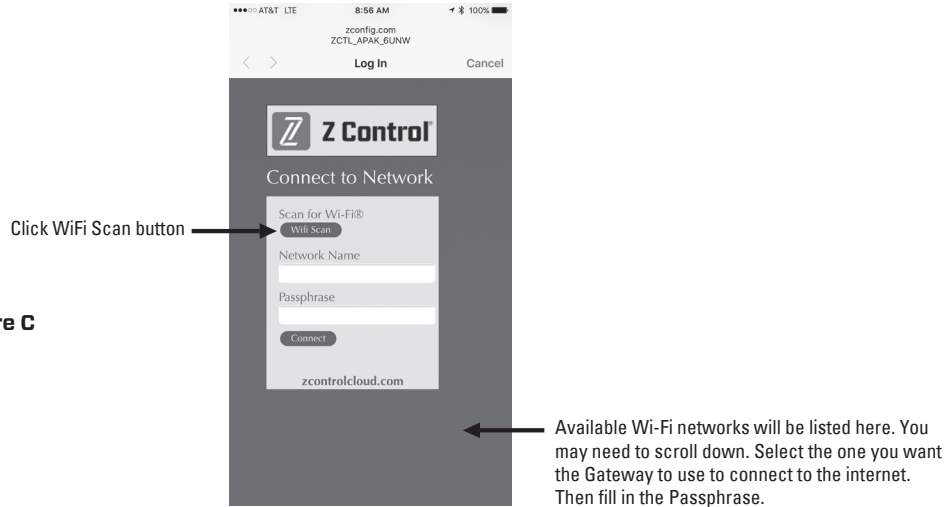 AT&T LTE 8:56 AM 100%
zconfig.com
ZCTL_APAK_6UNW
< > Log In Cancel
Z Z Control®
Connect to Network
Scan for Wi-Fi®
Click WiFi Scan button
Wifi Scan
Network Name
Passphrase
re C
Connect
zcontrolcloud.com
Available Wi-Fi networks will be listed here. You
may need to scroll down. Select the one you want
the Gateway to use to connect to the internet.
Then fill in the Passphrase.